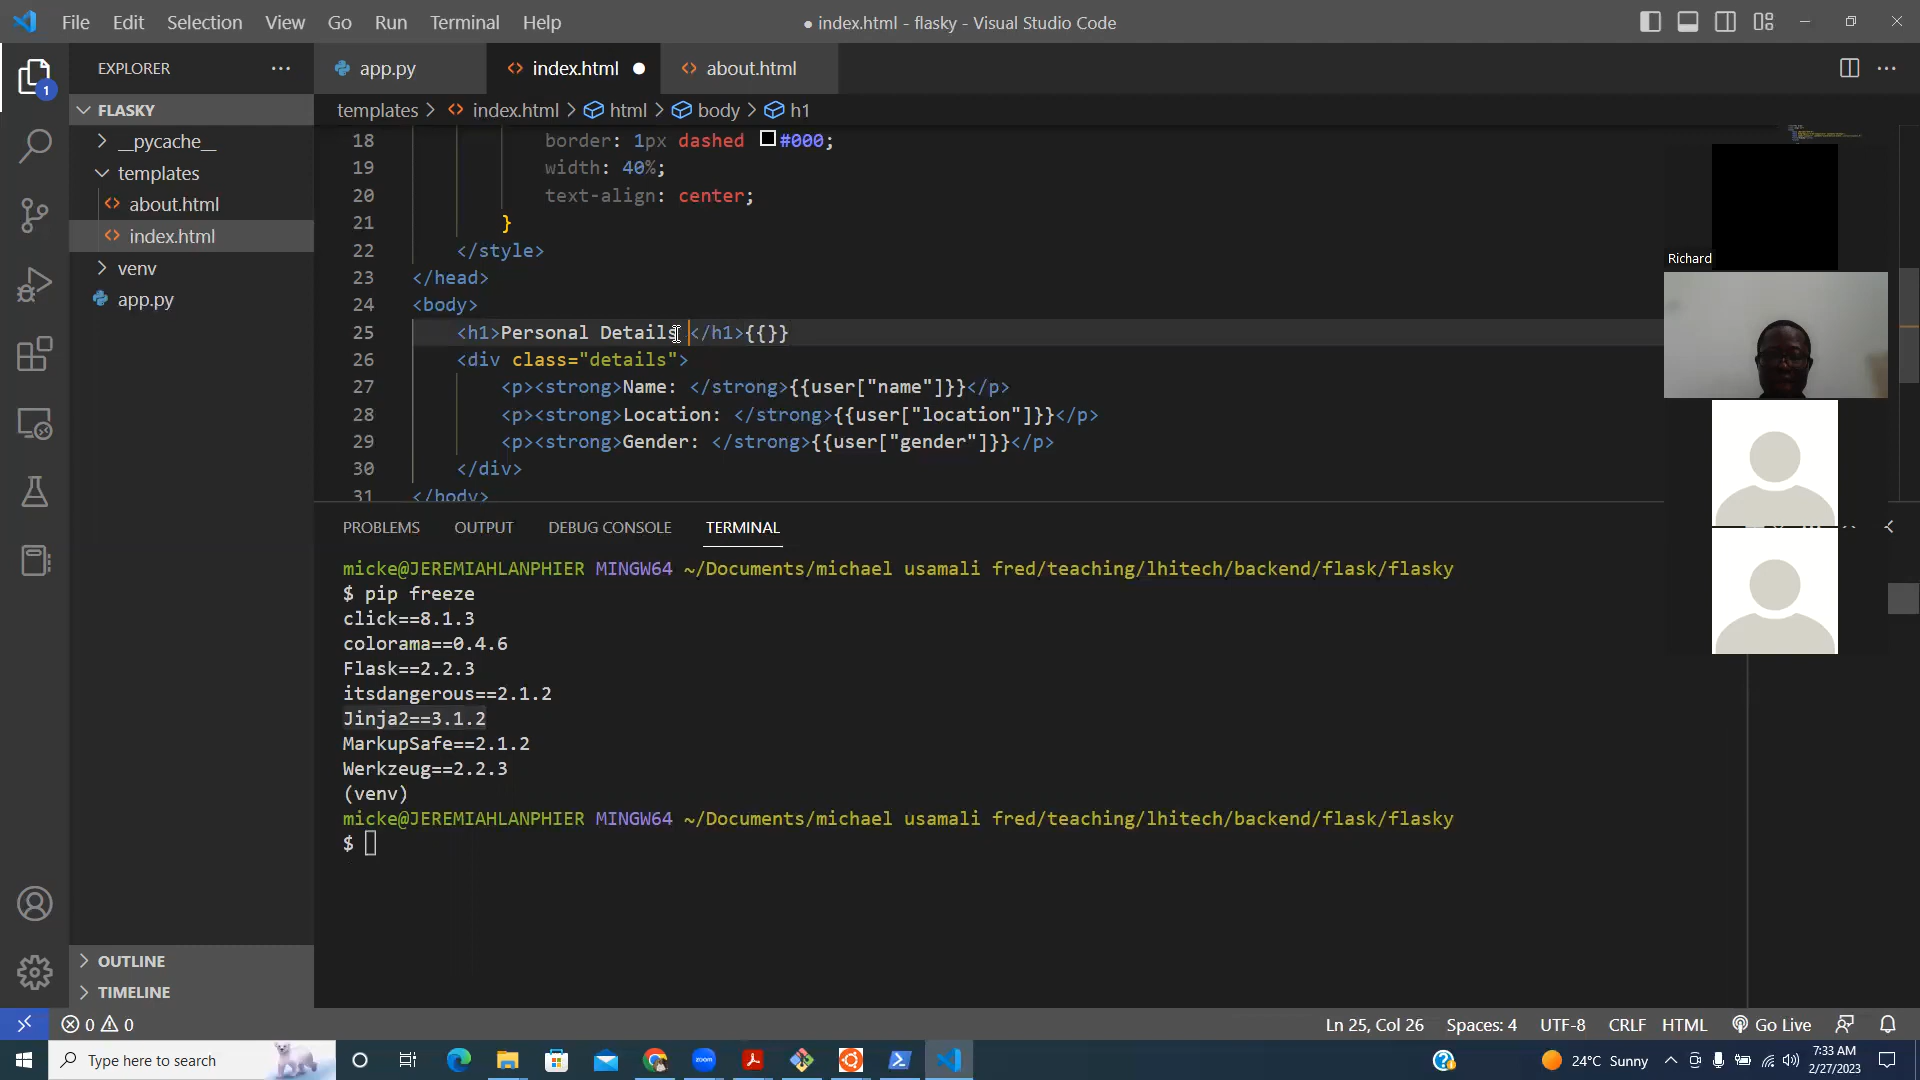 File Edit Selection View Go Run Terminal Help
● index.html - flasky - Visual Studio Code
EXPLORER
app.py
index.html
about.html
1
FLASKY
templates > index.html > html > body > h1
__pycache__
templates
about.html
index.html
venv
app.py
18 border: 1px dashed #000;
19 width: 40%;
20 text-align: center;
21 }
22 </style>
23 </head>
24 <body>
25 <h1>Personal Details </h1>{{}}
26 <div class="details">
27 <p><strong>Name: </strong>{{user["name"]}}</p>
28 <p><strong>Location: </strong>{{user["location"]}}</p>
29 <p><strong>Gender: </strong>{{user["gender"]}}</p>
30 </div>
31 </body>
Richard
PROBLEMS OUTPUT DEBUG CONSOLE TERMINAL
micke@JEREMIAHLANPHIER MINGW64 ~/Documents/michael usamali fred/teaching/lhitech/backend/flask/flasky
$ pip freeze
click==8.1.3
colorama==0.4.6
Flask==2.2.3
itsdangerous==2.1.2
Jinja2==3.1.2
MarkupSafe==2.1.2
Werkzeug==2.2.3
(venv)
micke@JEREMIAHLANPHIER MINGW64 ~/Documents/michael usamali fred/teaching/lhitech/backend/flask/flasky
$
OUTLINE
TIMELINE
0 0
Ln 25, Col 26 Spaces: 4 UTF-8 CRLF HTML Go Live
Type here to search
zoom
24°C Sunny
7:33 AM
2/27/2023